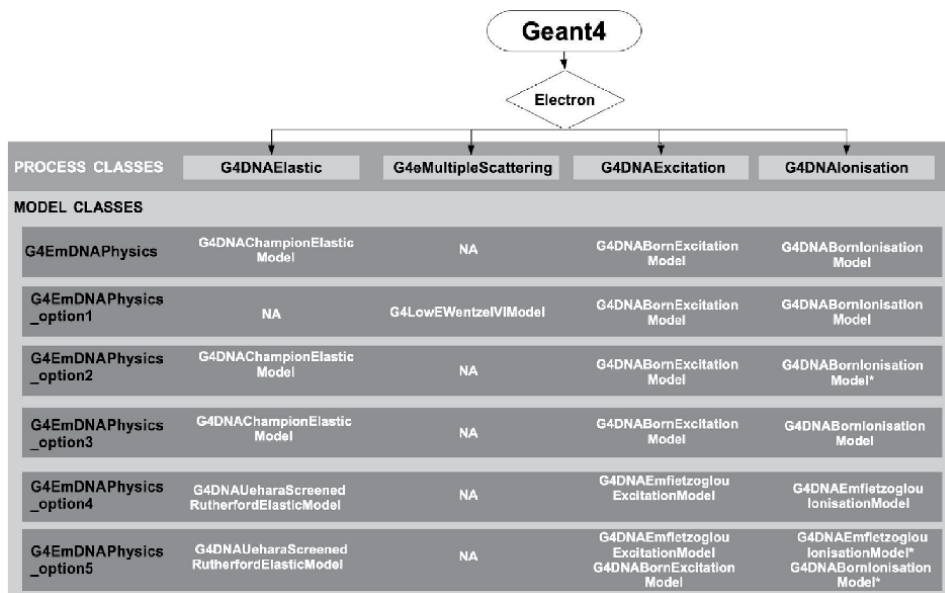 Geant4
Electron
PROCESS CLASSES
G4DNAElastic
G4eMultipleScattering
G4DNAExcitation
G4DNAIonisation
MODEL CLASSES
G4EmDNAPhysics
G4DNAChampionElastic
Model
NA
G4DNABornExcitation
Model
G4DNABornIonisation
Model
G4EmDNAPhysics
_option1
NA
G4LowEWentzelVIModel
G4DNABornExcitation
Model
G4DNABornIonisation
Model
G4EmDNAPhysics
_option2
G4DNAChampionElastic
Model
NA
G4DNABornExcitation
Model
G4DNABornIonisation
Model*
G4EmDNAPhysics
_option3
G4DNAChampionElastic
Model
NA
G4DNABornExcitation
Model
G4DNABornIonisation
Model
G4EmDNAPhysics
_option4
G4DNAUeharaScreened
RutherfordElasticModel
NA
G4DNAEmfietzoglou
ExcitationModel
G4DNAEmfietzoglou
IonisationModel
G4EmDNAPhysics
_option5
G4DNAUeharaScreened
RutherfordElasticModel
NA
G4DNAEmfietzoglou
ExcitationModel
G4DNABornExcitation
Model
G4DNAEmfietzoglou
IonisationModel*
G4DNABornIonisation
Model*